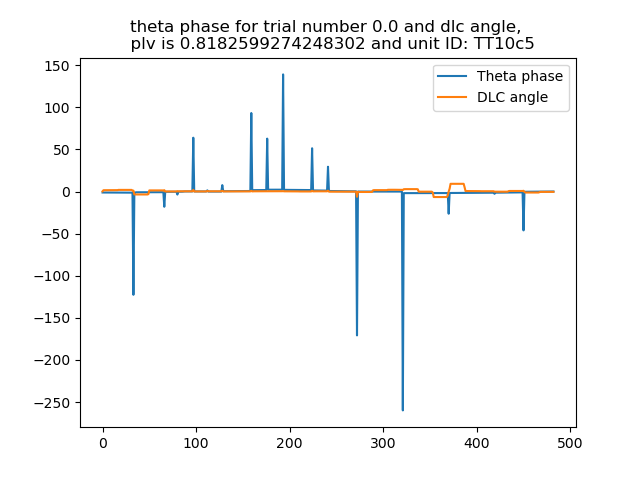 theta phase for trial number 0.0 and dlc angle,
plv is 0.8182599274248302 and unit ID: TT10c5
Theta phase
DLC angle
150
100
50
0
−50
−100
−150
−200
−250
0 100 200 300 400 500